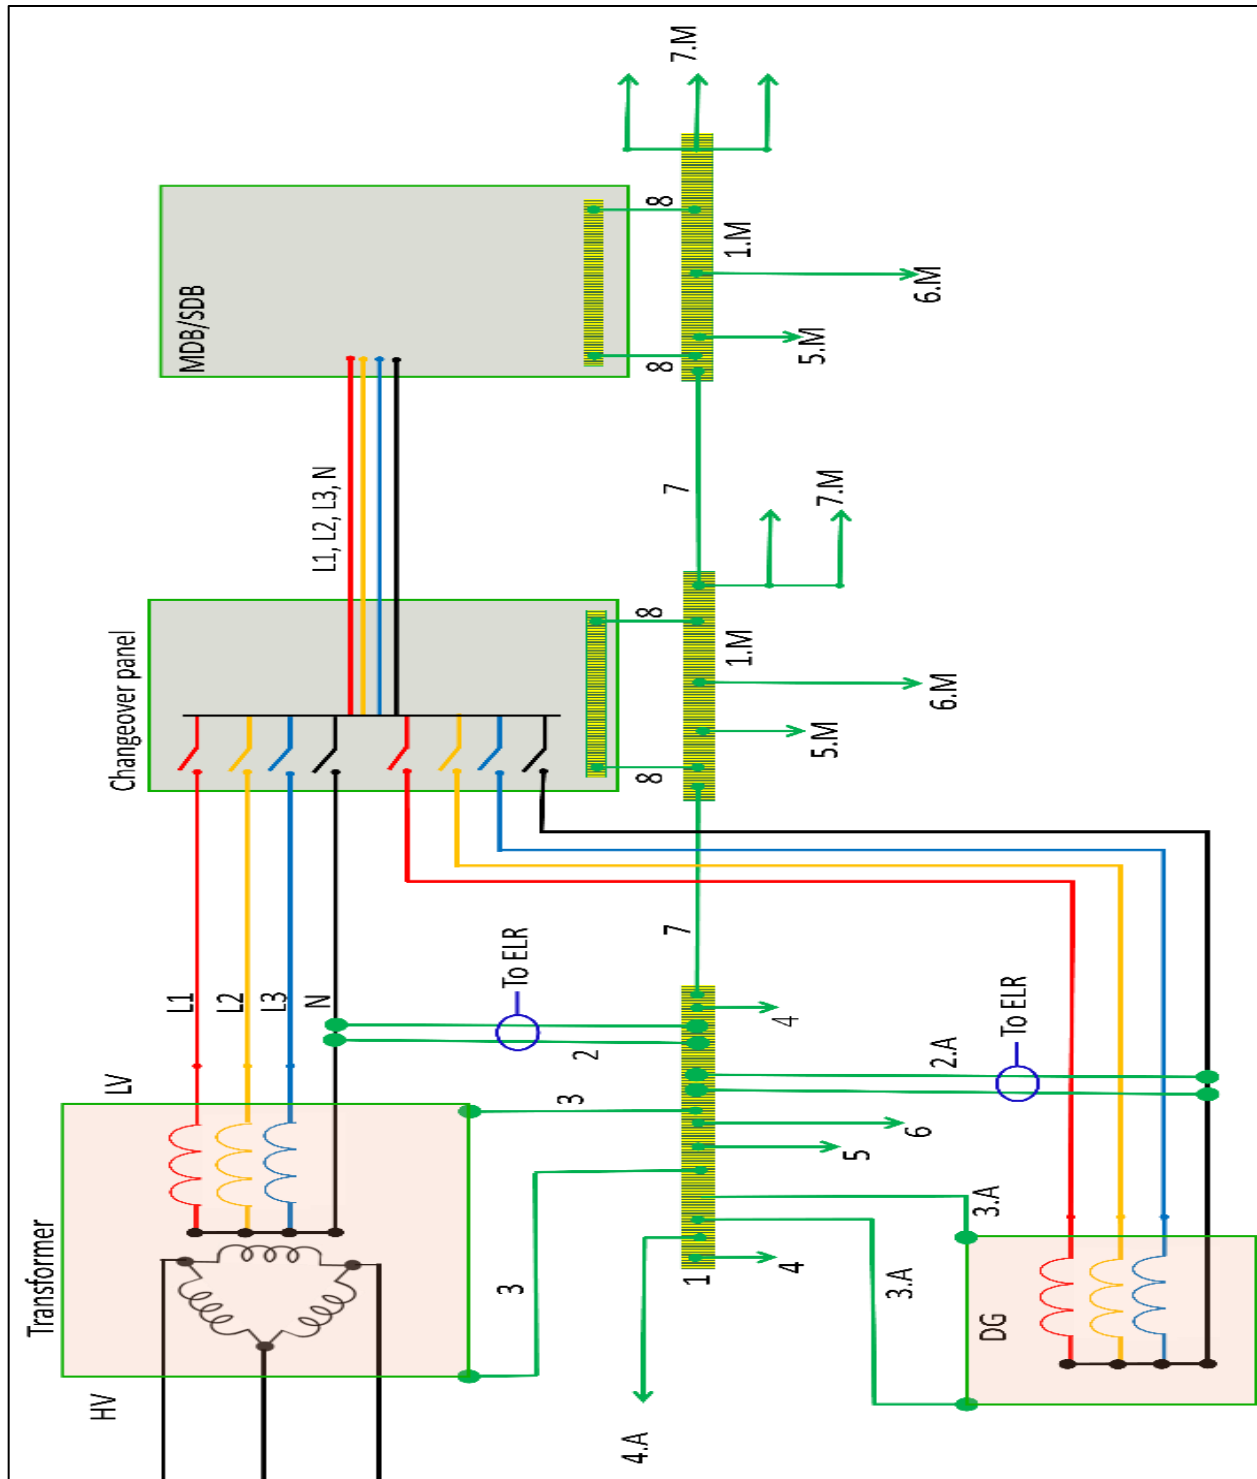 HV
Transformer
LV
L1
L2
L3
N
Changeover panel
L1, L2, L3, N
MDB/SDB
3
3
2
To ELR
8
8
8
8
4.A
1
7
1.M
7
1.M
7.M
4
5
6
4
5.M
6.M
7.M
5.M
6.M
3.A
3.A
2.A
To ELR
DG